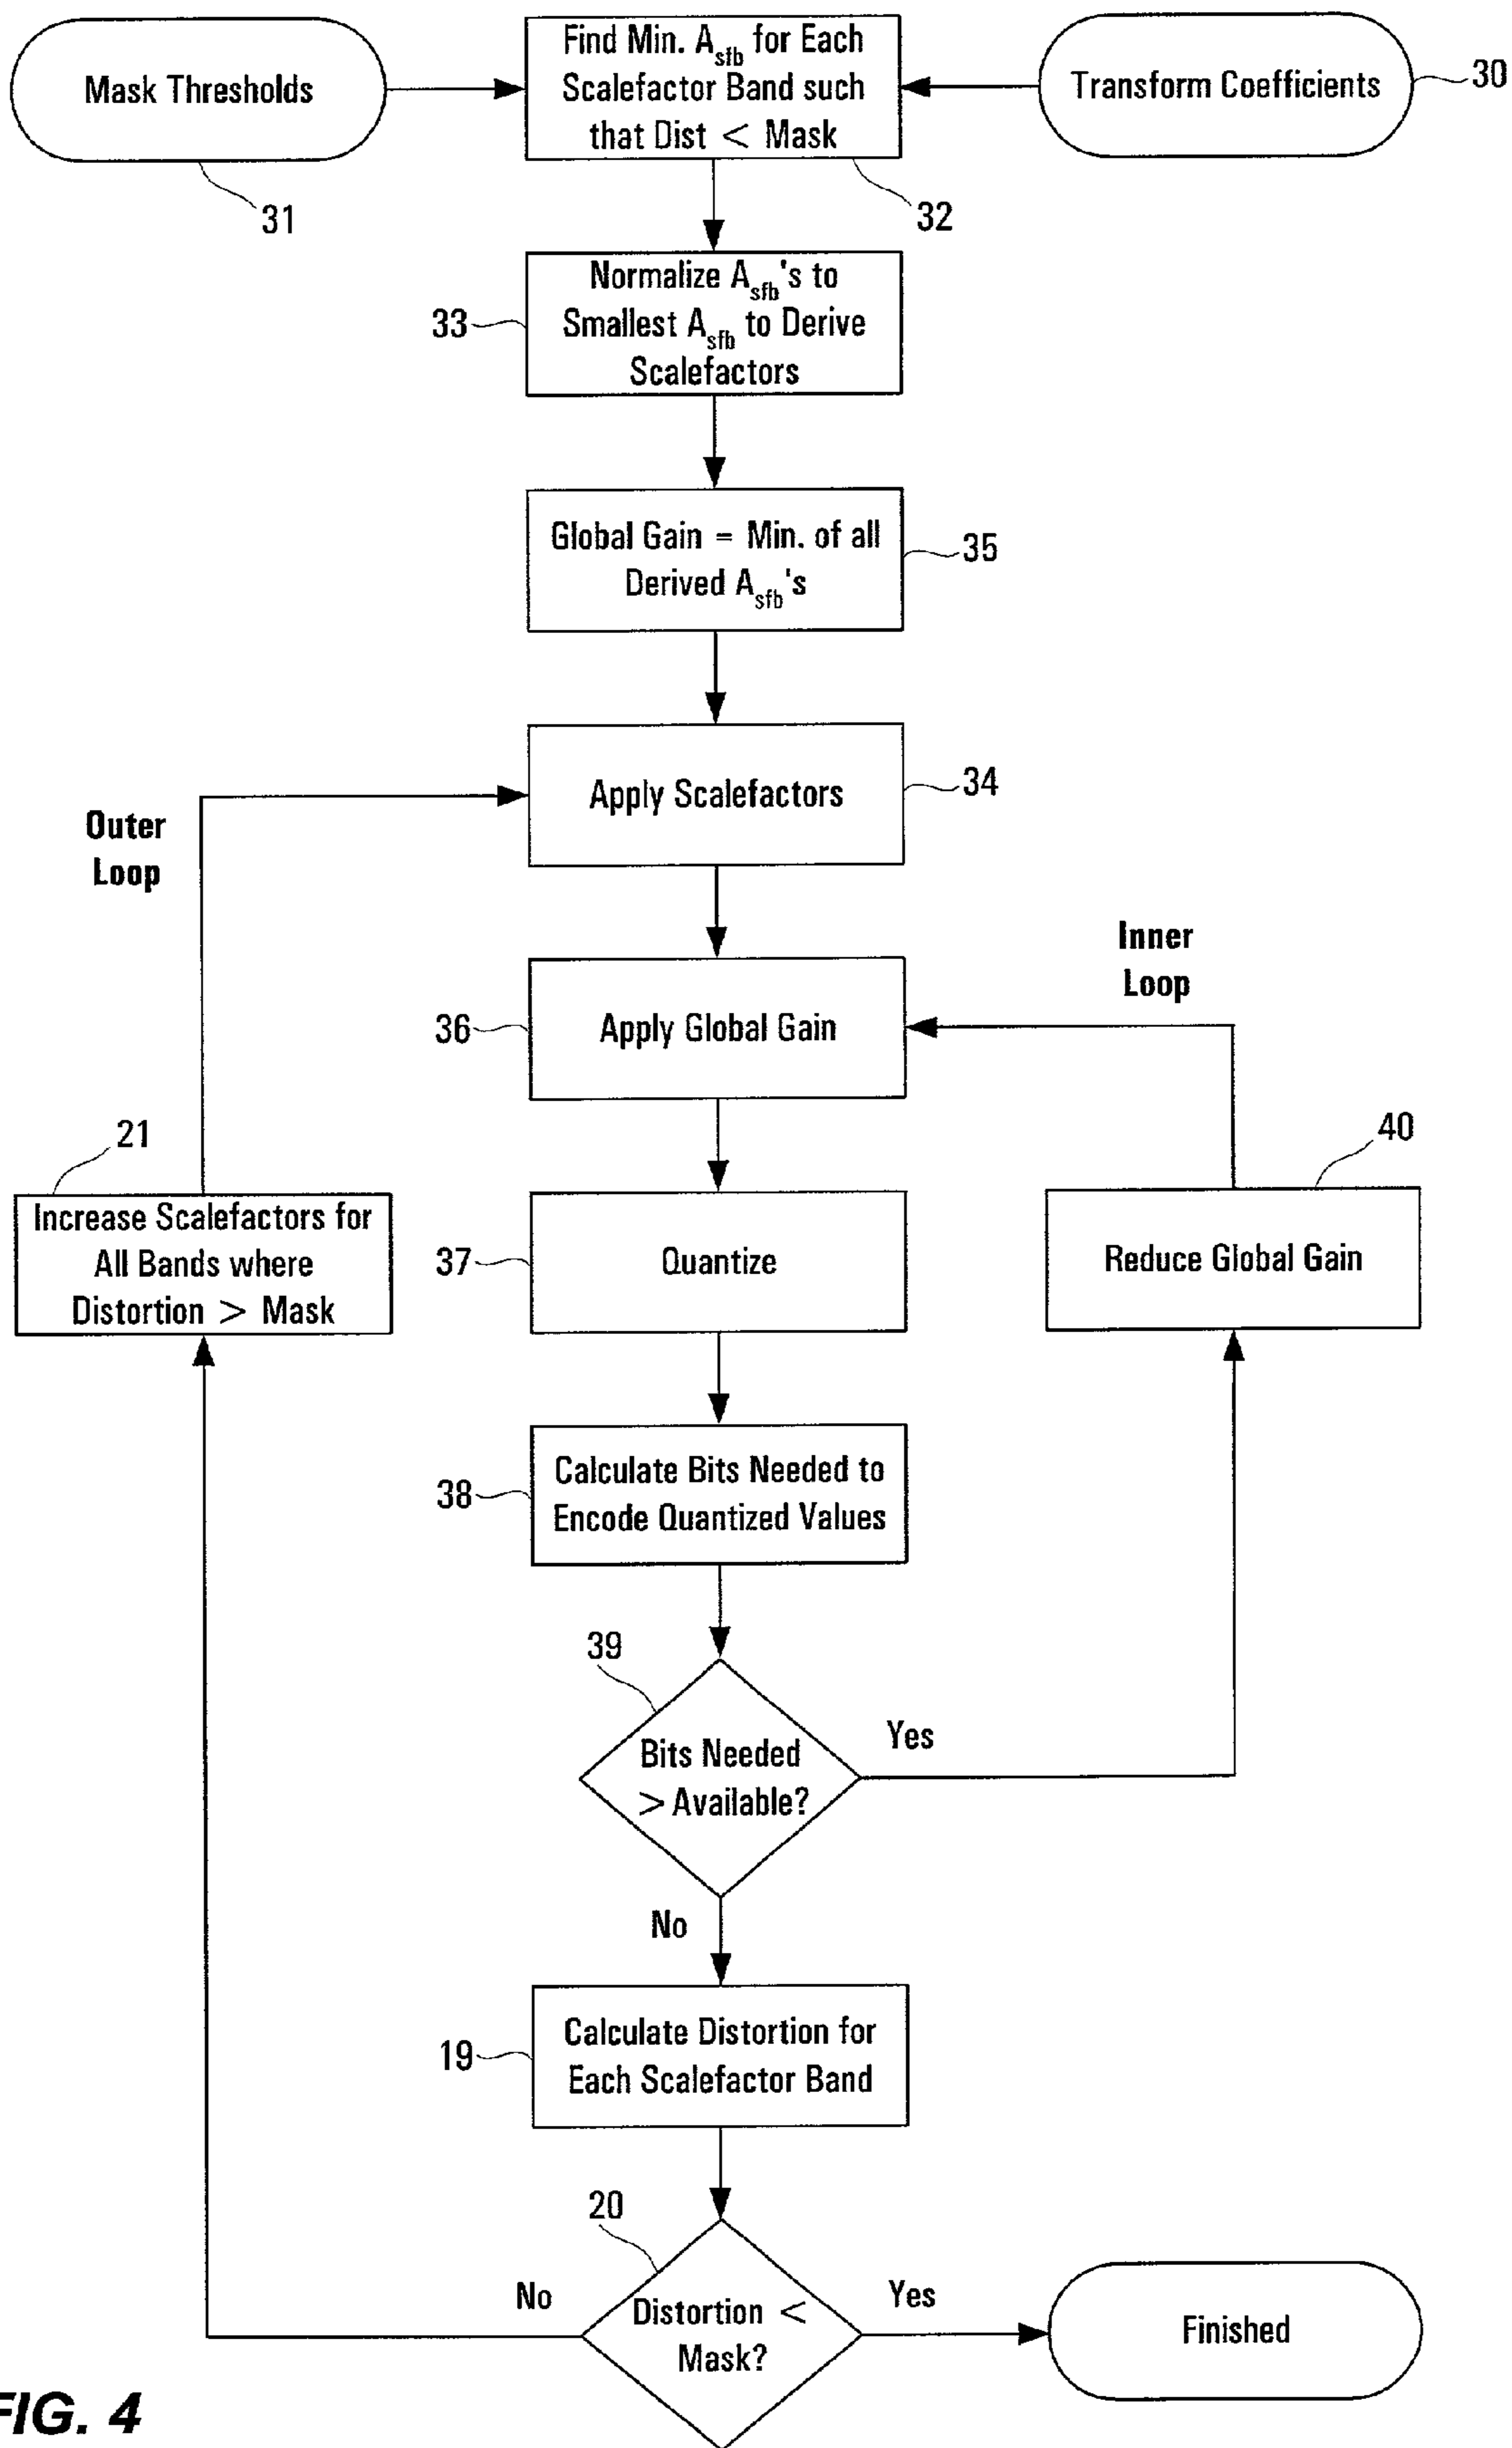 Mask Thresholds
31
Find Min. Asfb for Each
Scalefactor Band such
that Dist < Mask
32
Transform Coefficients
30
Normalize Asfb's to
Smallest Asfb to Derive
Scalefactors
33
Global Gain = Min. of all
Derived Asfb's
35
Apply Scalefactors
34
Outer
Loop
Inner
Loop
Apply Global Gain
36
21
Increase Scalefactors for
All Bands where
Distortion > Mask
Quantize
37
40
Reduce Global Gain
Calculate Bits Needed to
Encode Quantized Values
38
39
Bits Needed
> Available?
Yes
No
Calculate Distortion for
Each Scalefactor Band
19
20
Distortion <
Mask?
No
Yes
Finished
FIG. 4